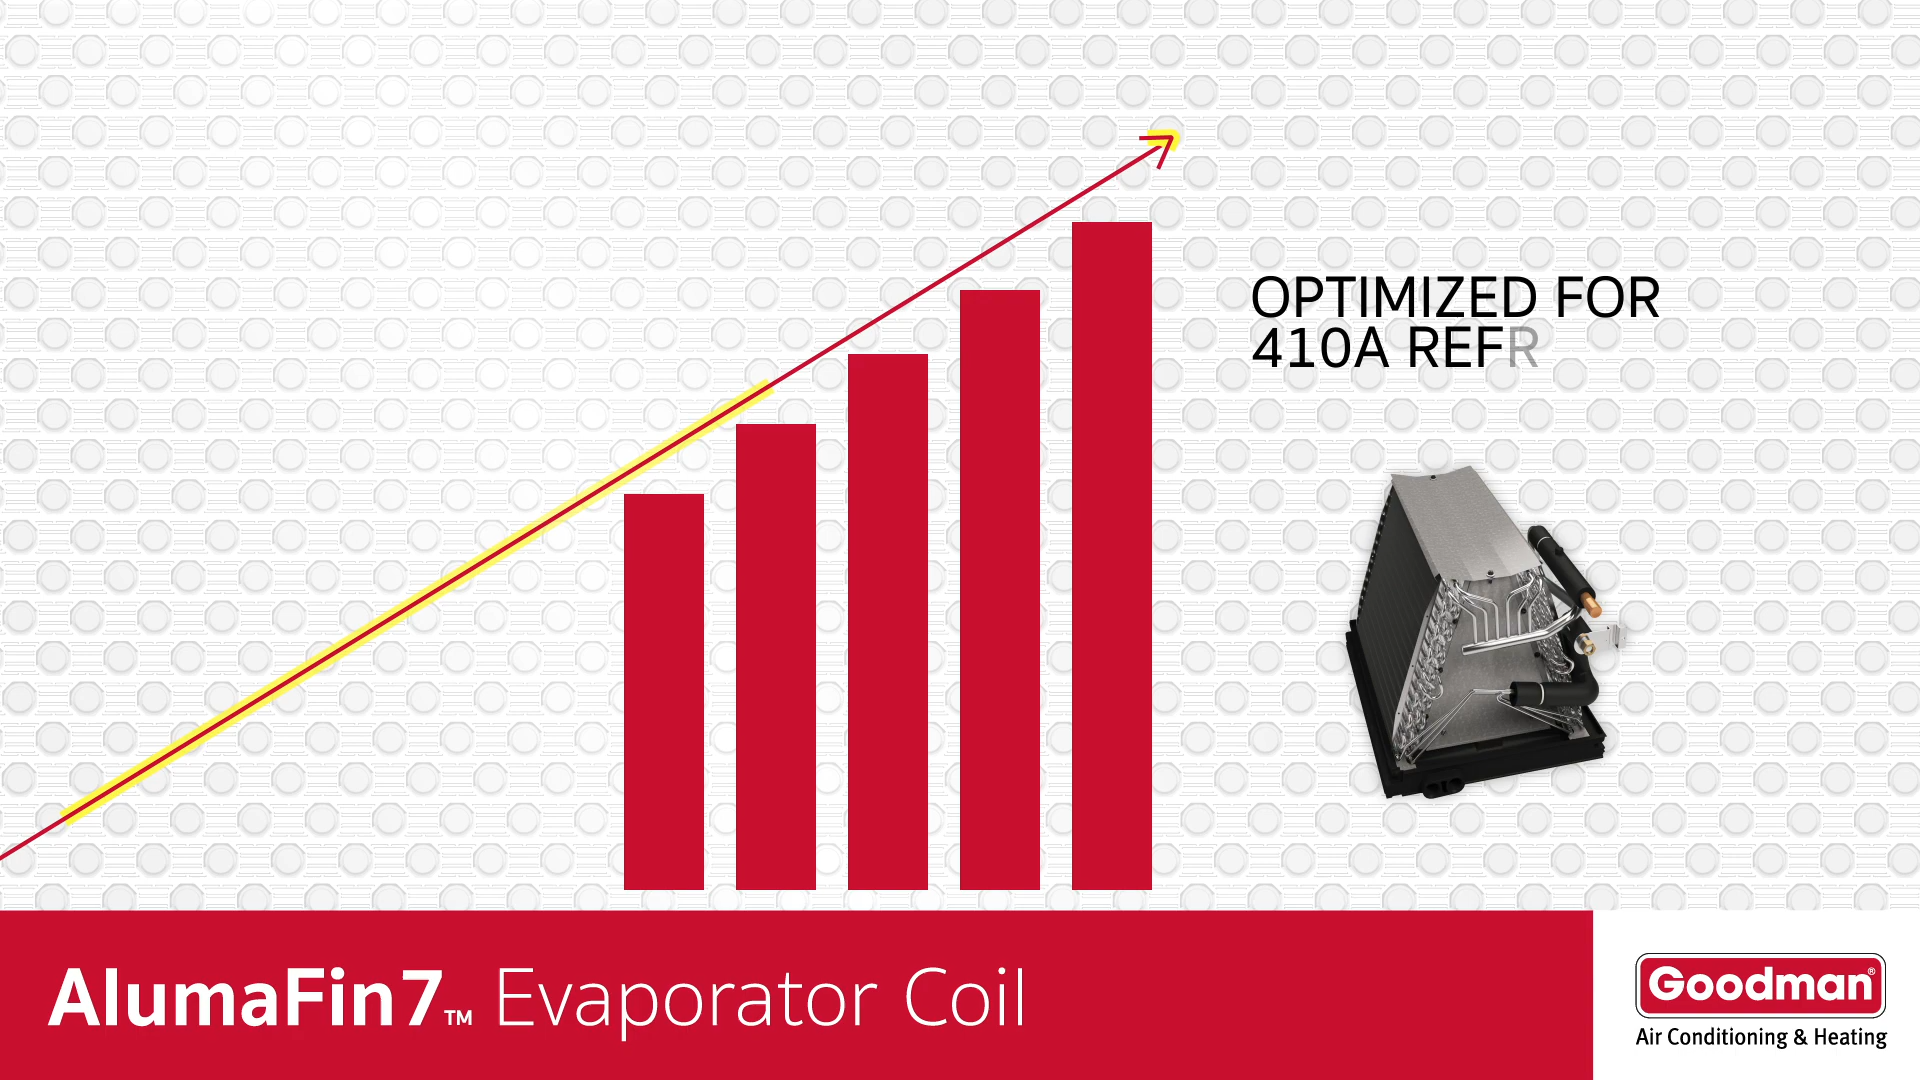 OPTIMIZED FOR
410A REFR
AlumaFin7™ Evaporator Coil
Goodman®
Air Conditioning & Heating